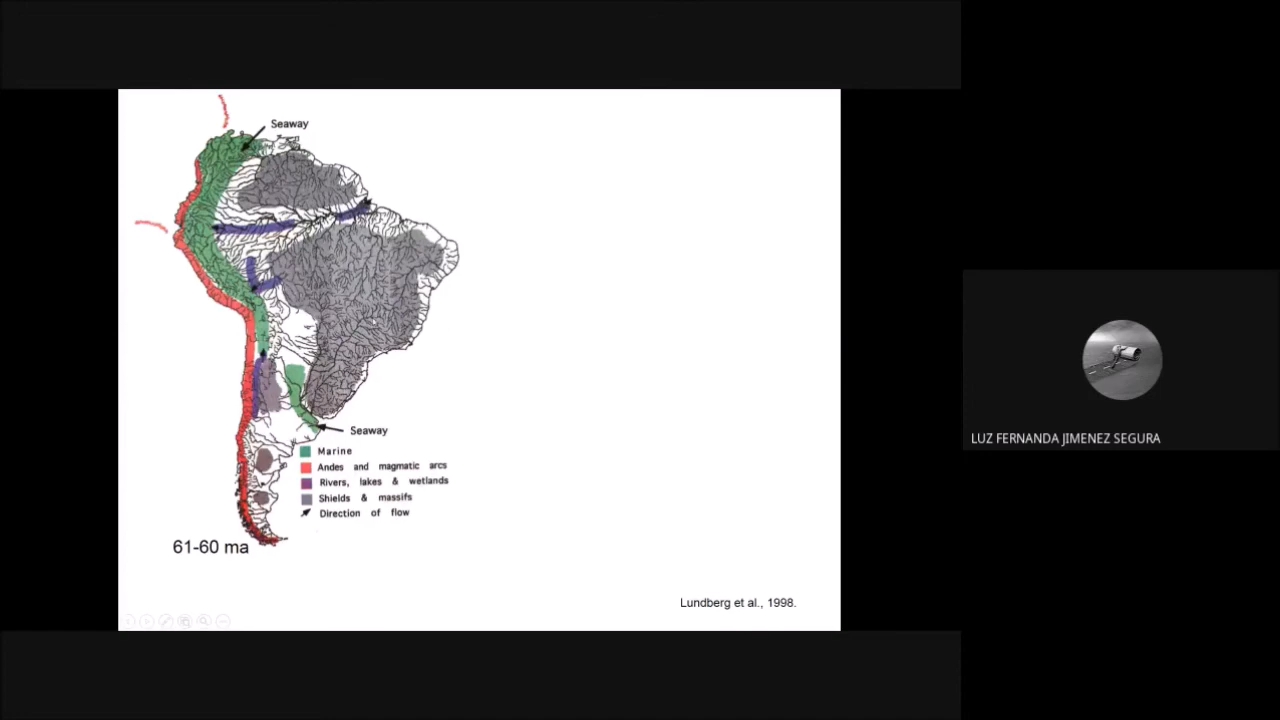 Seaway
Seaway
Marine
Andes and magmatic arcs
Rivers, lakes & wetlands
Shields & massifs
Direction of flow
61-60 ma
Lundberg et al., 1998.
LUZ FERNANDA JIMENEZ SEGURA